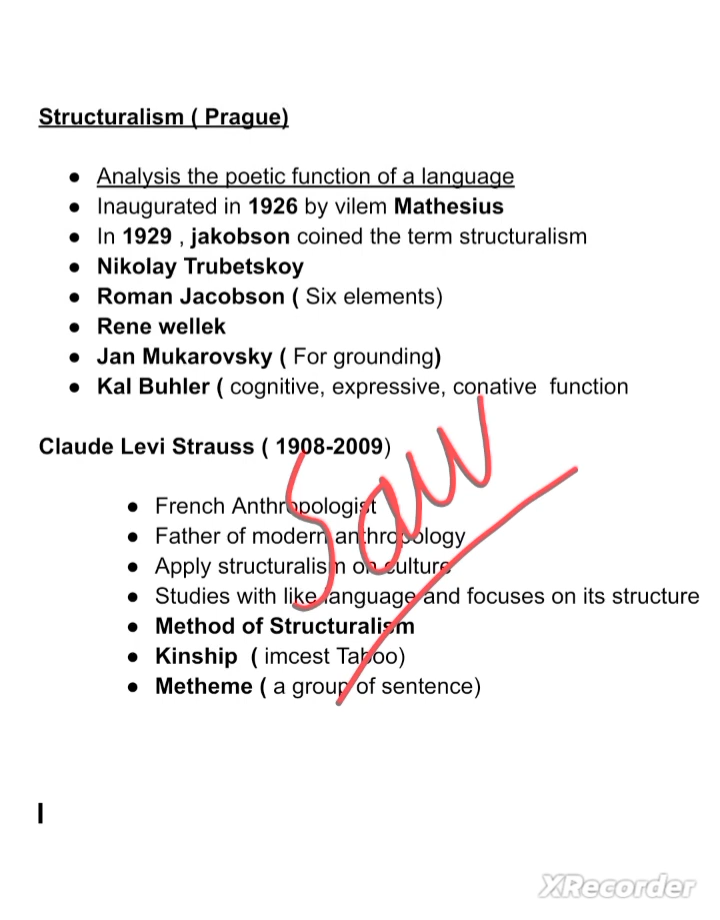 Structuralism ( Prague)
● Analysis the poetic function of a language
● Inaugurated in 1926 by vilem Mathesius
● In 1929 , jakobson coined the term structuralism
● Nikolay Trubetskoy
● Roman Jacobson ( Six elements)
● Rene wellek
● Jan Mukarovsky ( For grounding)
● Kal Buhler ( cognitive, expressive, conative function
Claude Levi Strauss ( 1908-2009)
● French Anthropologist
● Father of modern anthropology
● Apply structuralism on culture
● Studies with like language and focuses on its structure
● Method of Structuralism
● Kinship ( imcest Taboo)
● Metheme ( a group of sentence)
XRecorder